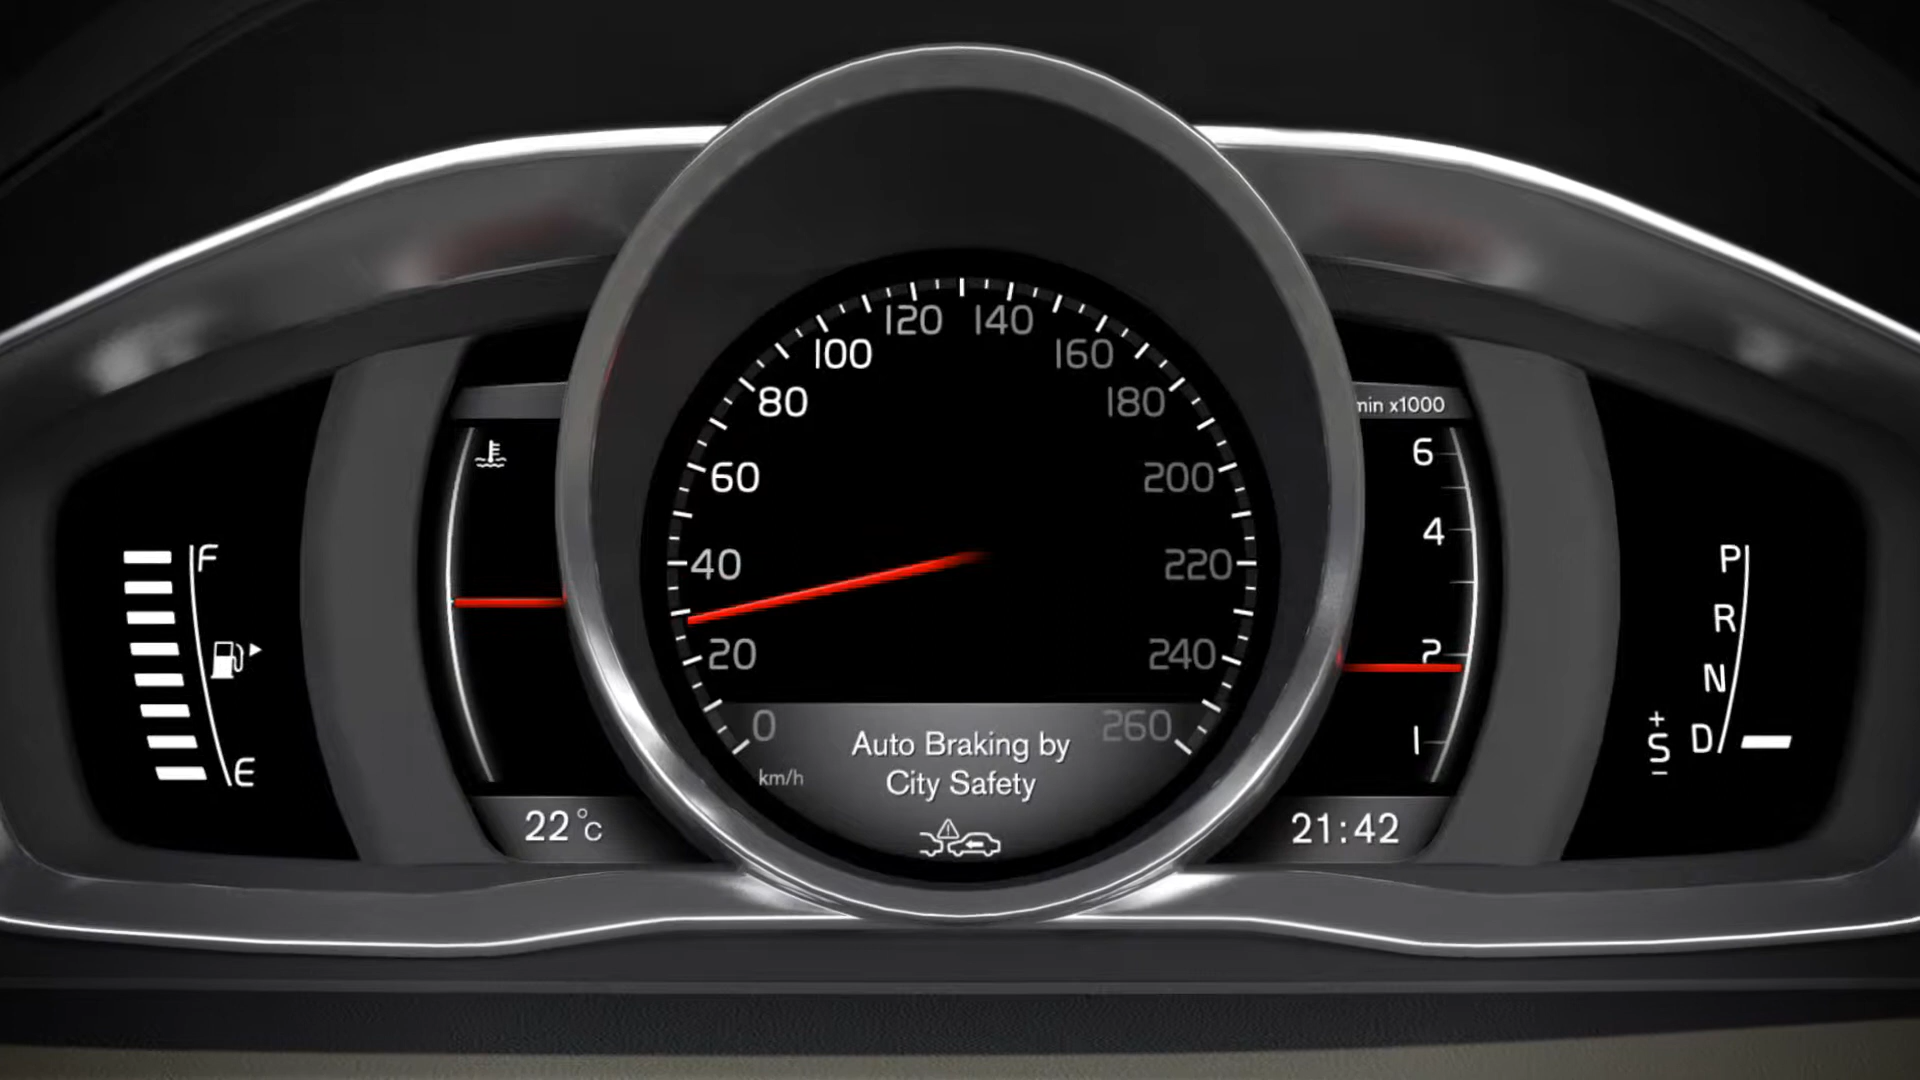 120 140
100 160
80 180
60 200
40 220
20 240
0 260
km/h
Auto Braking by
City Safety
F
E
22°C
min x1000
6
4
2
1
21:42
P
R
N
D
+
S
−